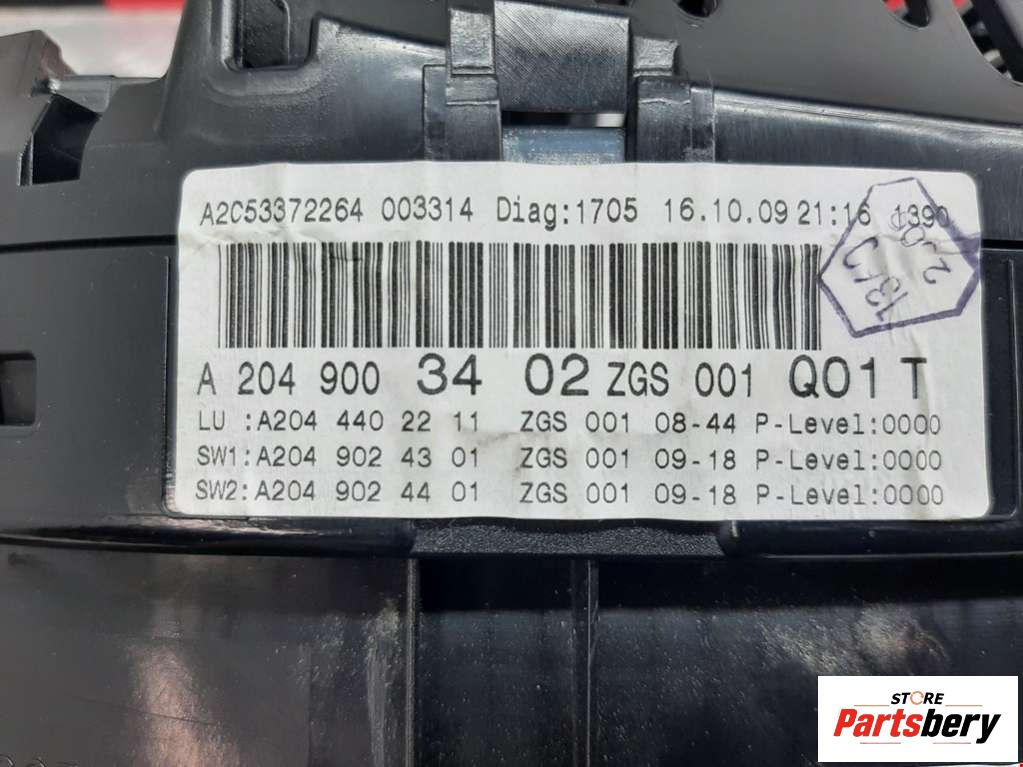 A2C53372264 003314 Diag:1705 16.10.09 21:16 1390
A 204 900 34 02 ZGS 001 Q01 T
LU :A204 440 22 11 ZGS 001 08-44 P-Level:0000
SW1:A204 902 43 01 ZGS 001 09-18 P-Level:0000
SW2:A204 902 44 01 ZGS 001 09-18 P-Level:0000
STORE
Partsbery